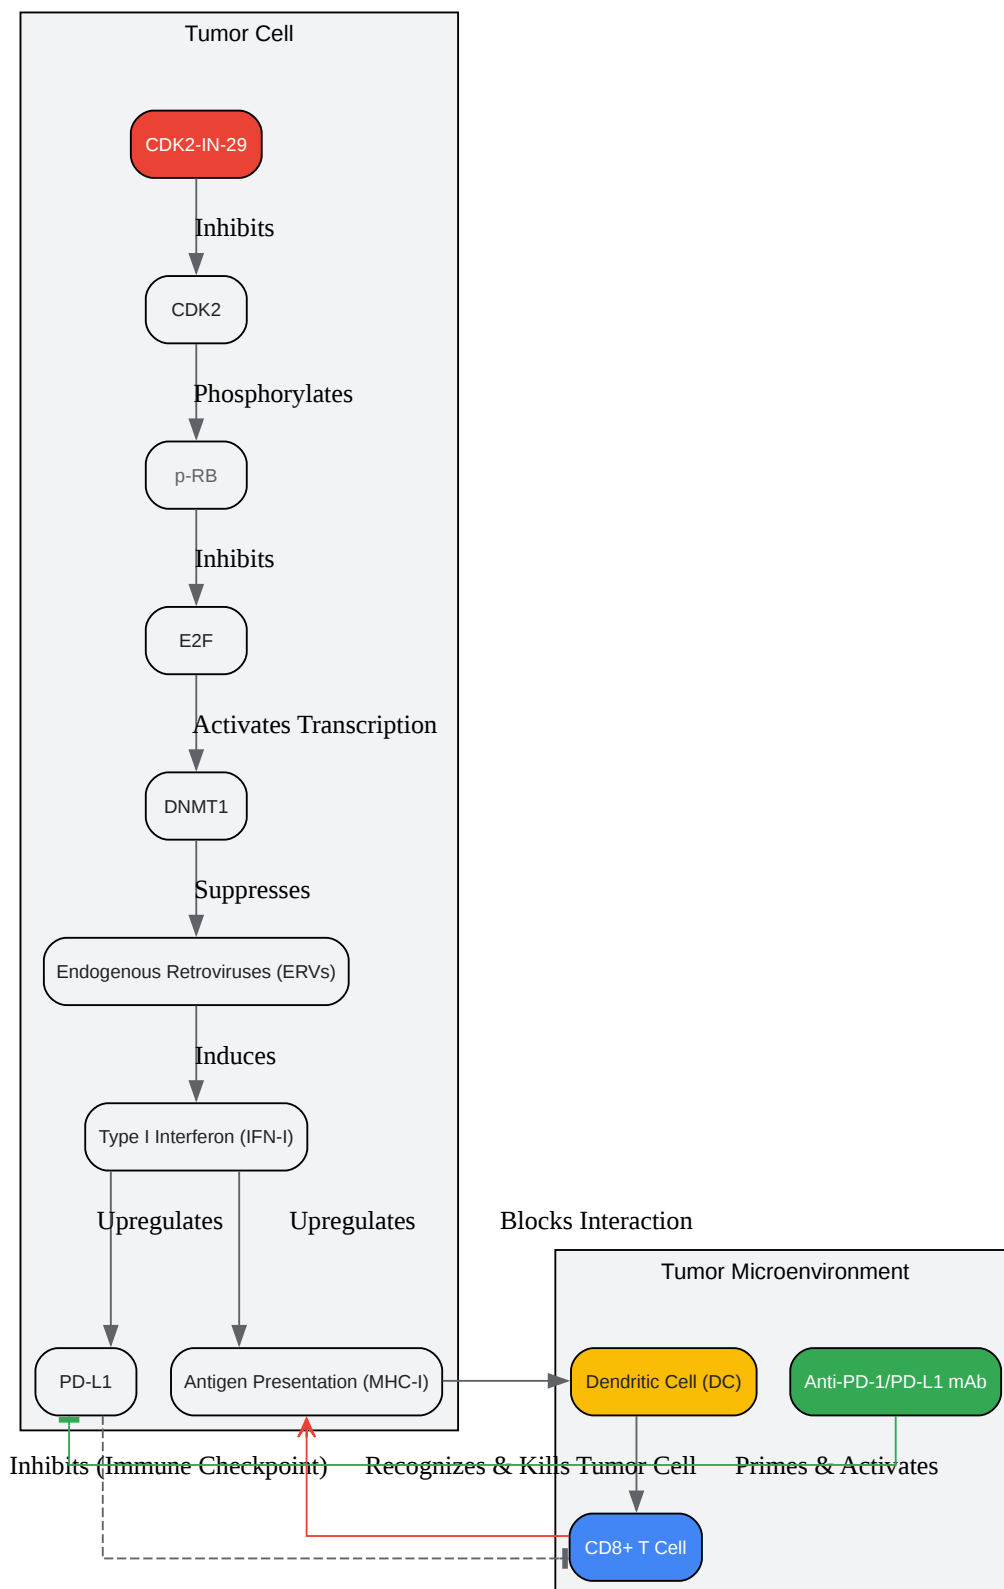 Tumor Cell
CDK2-IN-29
Inhibits
CDK2
Phosphorylates
p-RB
Inhibits
E2F
Activates Transcription
DNMT1
Suppresses
Endogenous Retroviruses (ERVs)
Induces
Type I Interferon (IFN-I)
Upregulates
Upregulates
Blocks Interaction
Tumor Microenvironment
PD-L1
Antigen Presentation (MHC-I)
Dendritic Cell (DC)
Anti-PD-1/PD-L1 mAb
Inhibits (Immune Checkpoint)
Recognizes & Kills Tumor Cell
Primes & Activates
CD8+ T Cell